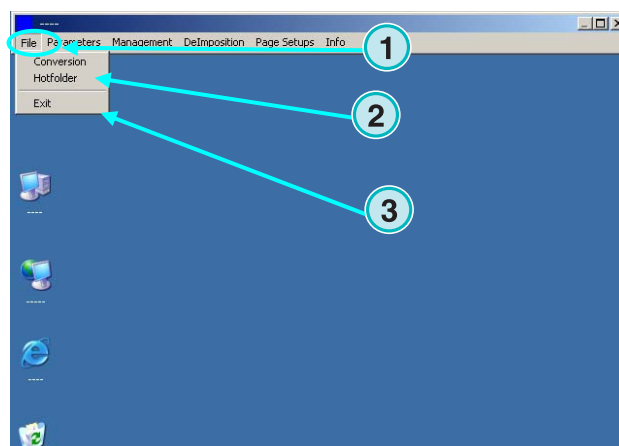 ----
File Parameters Management DeImposition Page Setups Info
1
Conversion
Hotfolder
2
Exit
3
----
-----
----